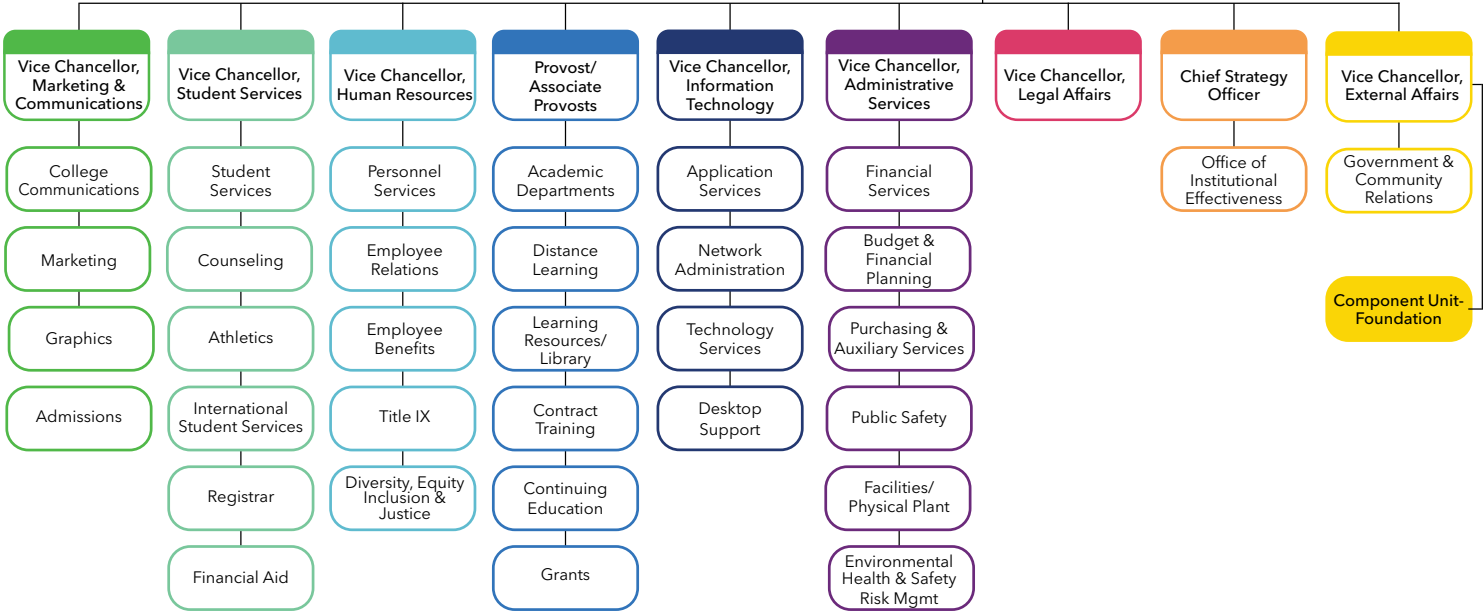 Vice Chancellor,
Marketing &
Communications
College
Communications
Marketing
Graphics
Admissions
Vice Chancellor,
Student Services
Student
Services
Counseling
Athletics
International
Student Services
Registrar
Financial Aid
Vice Chancellor,
Human Resources
Personnel
Services
Employee
Relations
Employee
Benefits
Title IX
Diversity, Equity
Inclusion &
Justice
Provost/
Associate
Provosts
Academic
Departments
Distance
Learning
Learning
Resources/
Library
Contract
Training
Continuing
Education
Grants
Vice Chancellor,
Information
Technology
Application
Services
Network
Administration
Technology
Services
Desktop
Support
Vice Chancellor,
Administrative
Services
Financial
Services
Budget &
Financial
Planning
Purchasing &
Auxiliary Services
Public Safety
Facilities/
Physical Plant
Environmental
Health & Safety
Risk Mgmt
Vice Chancellor,
Legal Affairs
Chief Strategy
Officer
Office of
Institutional
Effectiveness
Vice Chancellor,
External Affairs
Government &
Community
Relations
Component Unit-
Foundation